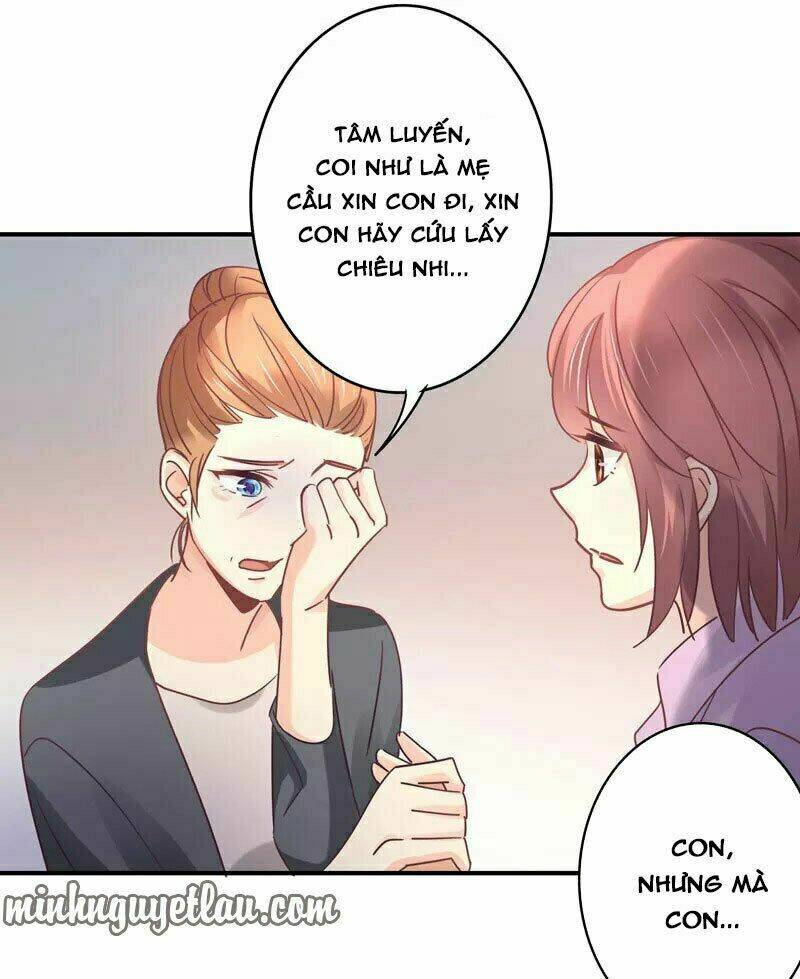 TÂM LUYẾN,
COI NHƯ LÀ MẸ
CẦU XIN CON ĐI, XIN
CON HÃY CỨU LẤY
CHIÊU NHI...
CON,
NHƯNG MÀ
CON...
minhnguyetlau.com